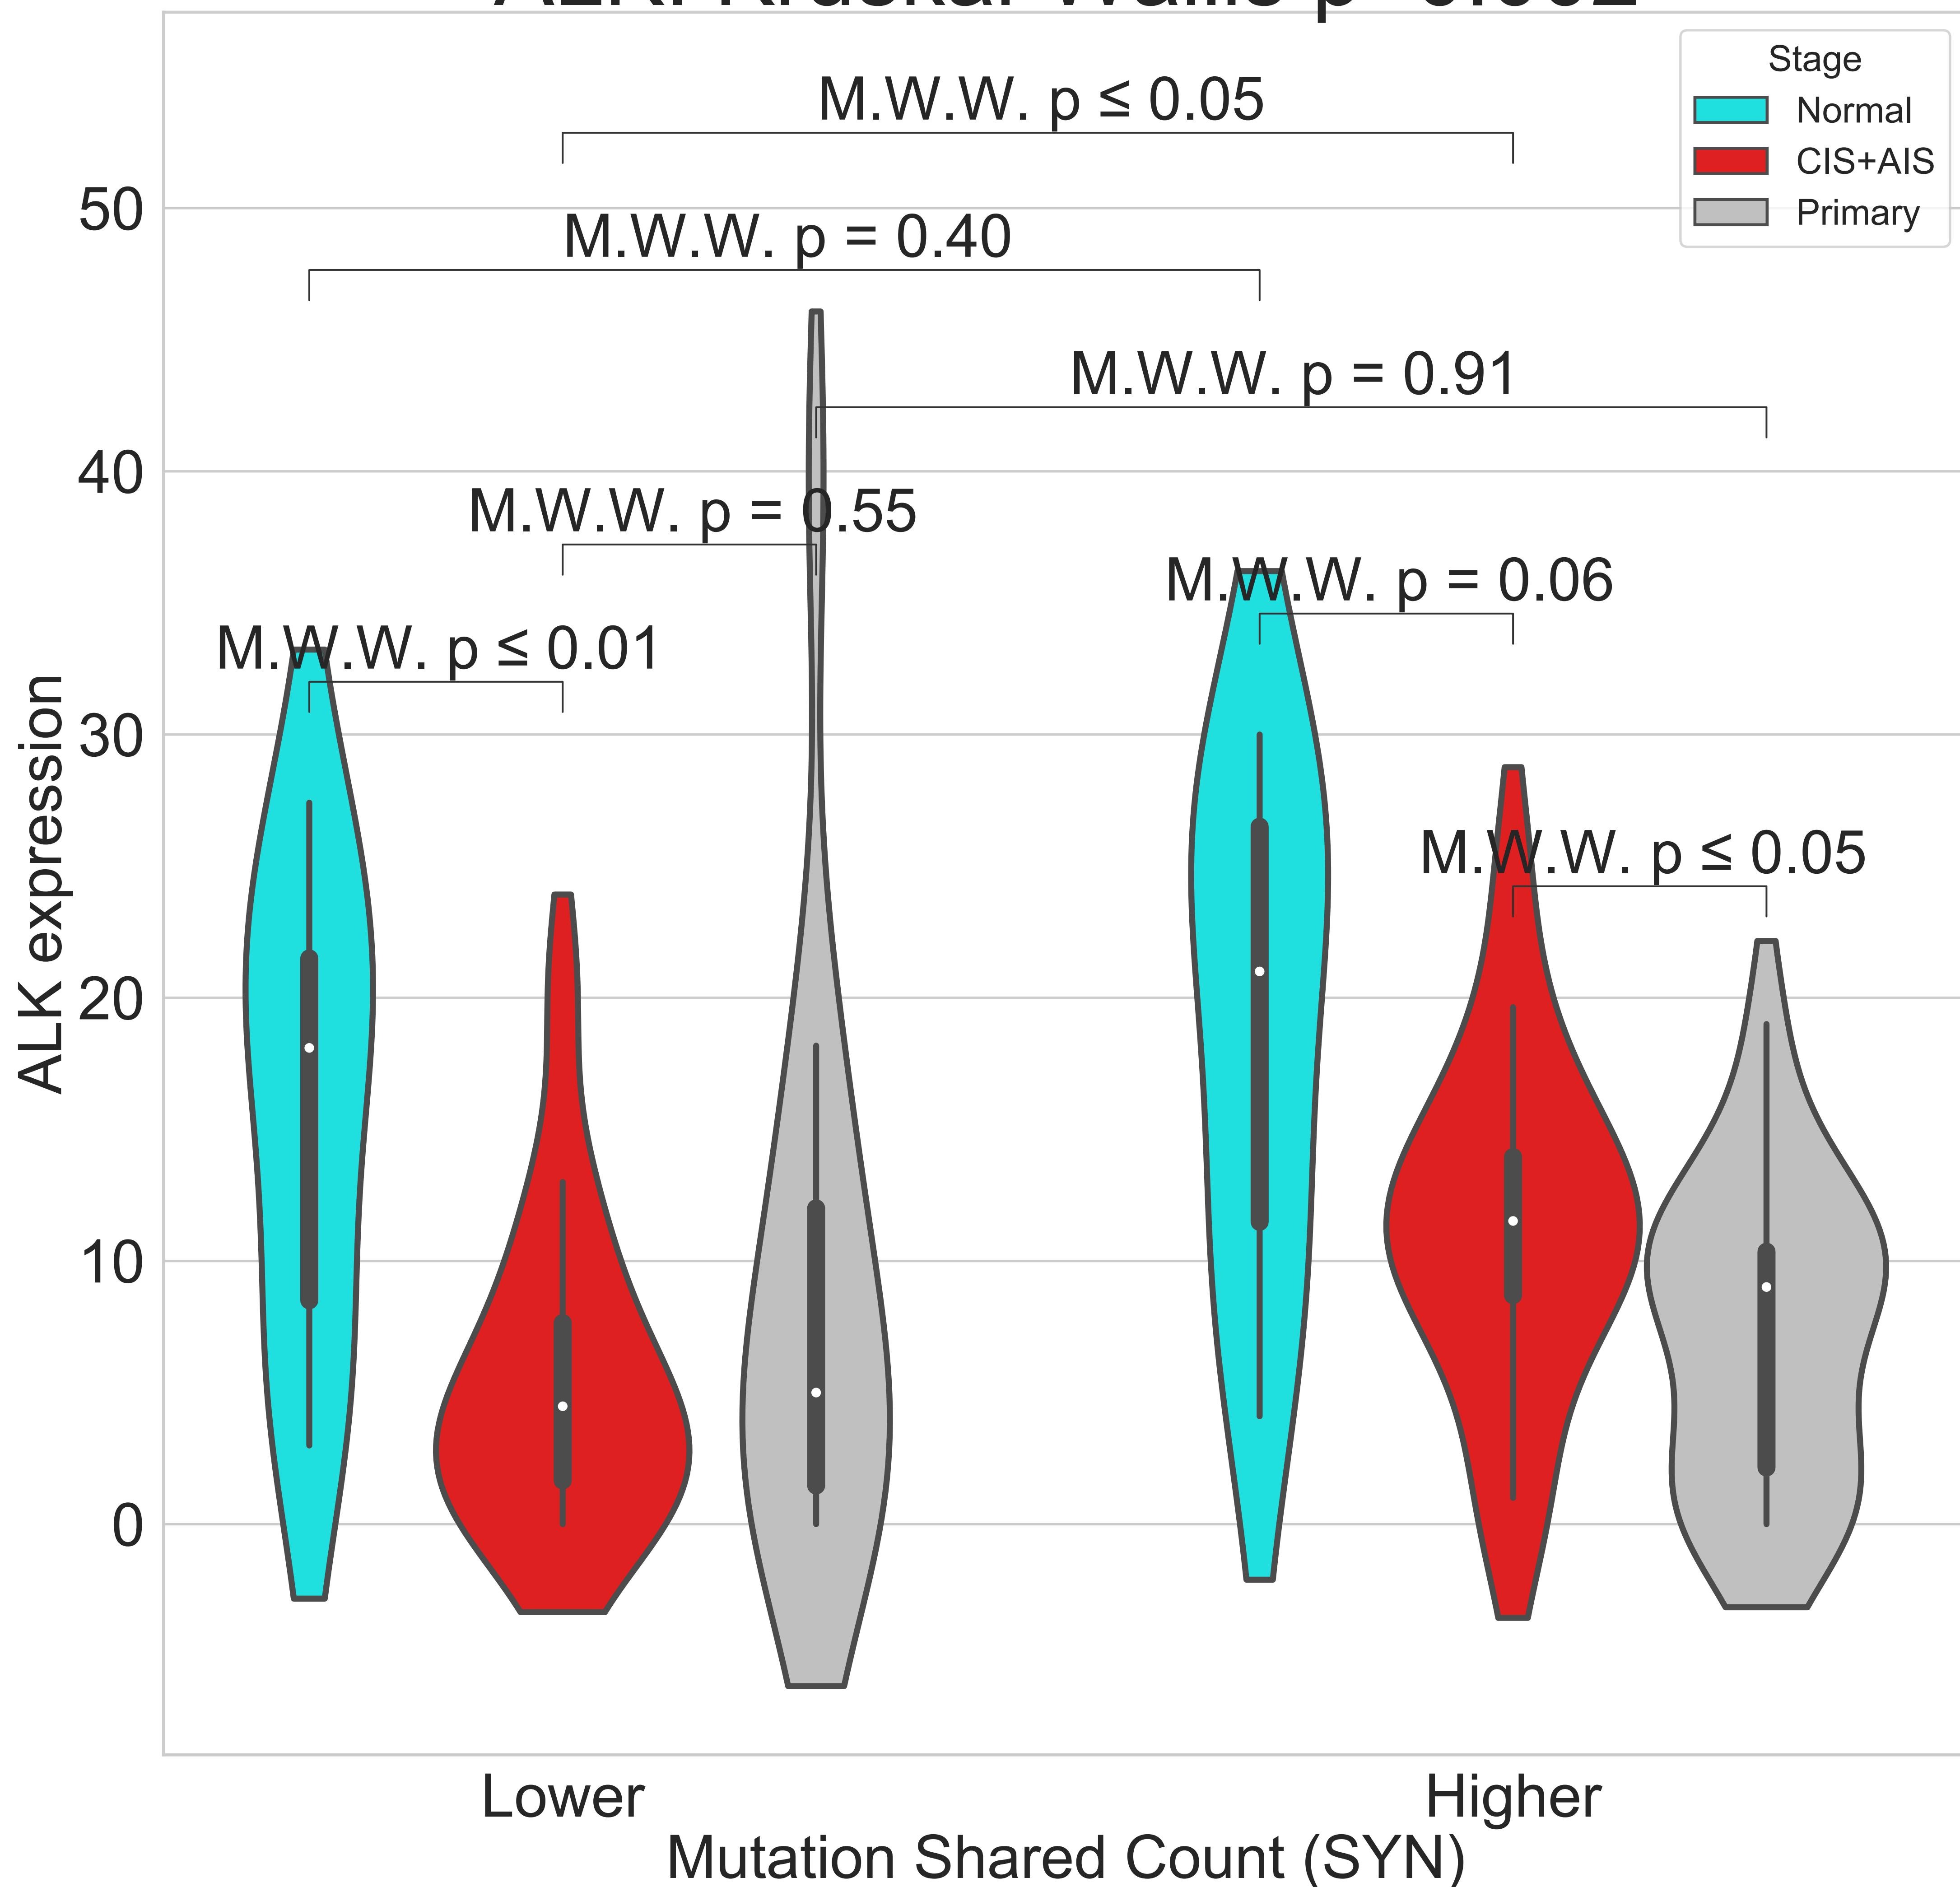 Stage
Normal
CIS+AIS
Primary
M.W.W. p ≤ 0.05
M.W.W. p = 0.40
M.W.W. p = 0.91
M.W.W. p = 0.55
M.W.W. p = 0.06
M.W.W. p ≤ 0.01
M.W.W. p ≤ 0.05
50
40
30
20
10
0
ALK expression
Lower
Higher
Mutation Shared Count (SYN)